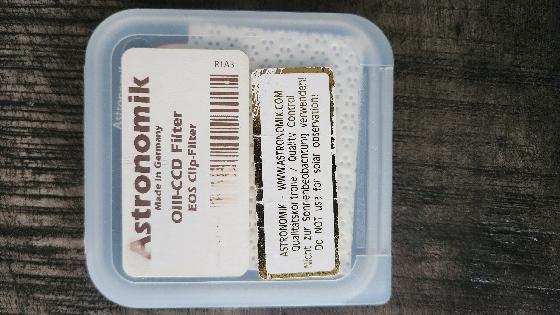 Astronomik
Made in Germany
OIII-CCD Filter
EOS Clip-Filter
R1A3
ASTRONOMIK - WWW.ASTRONOMIK.COM
Qualitätskontrolle / Quality Control
Nicht zur Sonnenbeobachtung verwenden!
Do NOT use for solar observation!